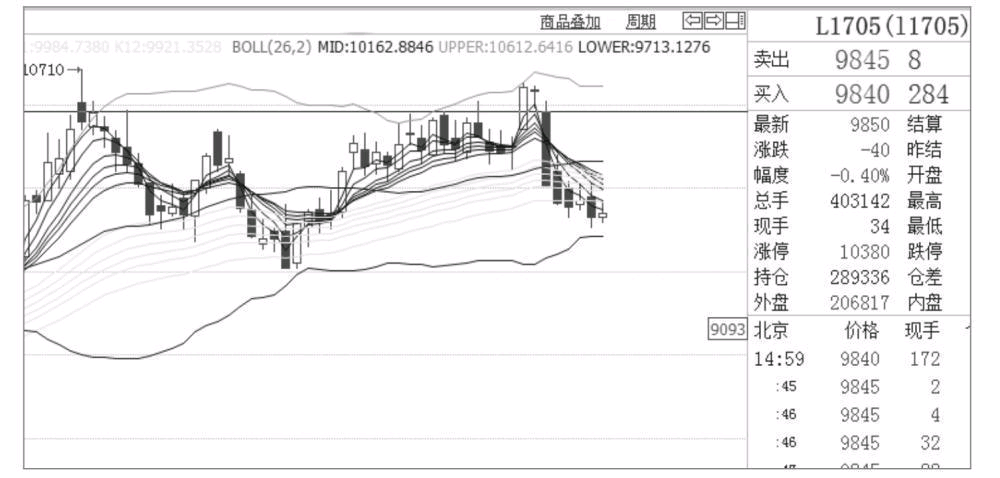 商品叠加 周期
L1705(l1705)
:9984.7380 K12:9921.3528 BOLL(26,2) MID:10162.8846 UPPER:10612.6416 LOWER:9713.1276
10710
卖出 9845 8
买入 9840 284
最新 9850 结算
涨跌 -40 昨结
幅度 -0.40% 开盘
总手 403142 最高
现手 34 最低
涨停 10380 跌停
持仓 289336 仓差
外盘 206817 内盘
9093
北京 价格 现手
14:59 9840 172
:45 9845 2
:46 9845 4
:46 9845 32